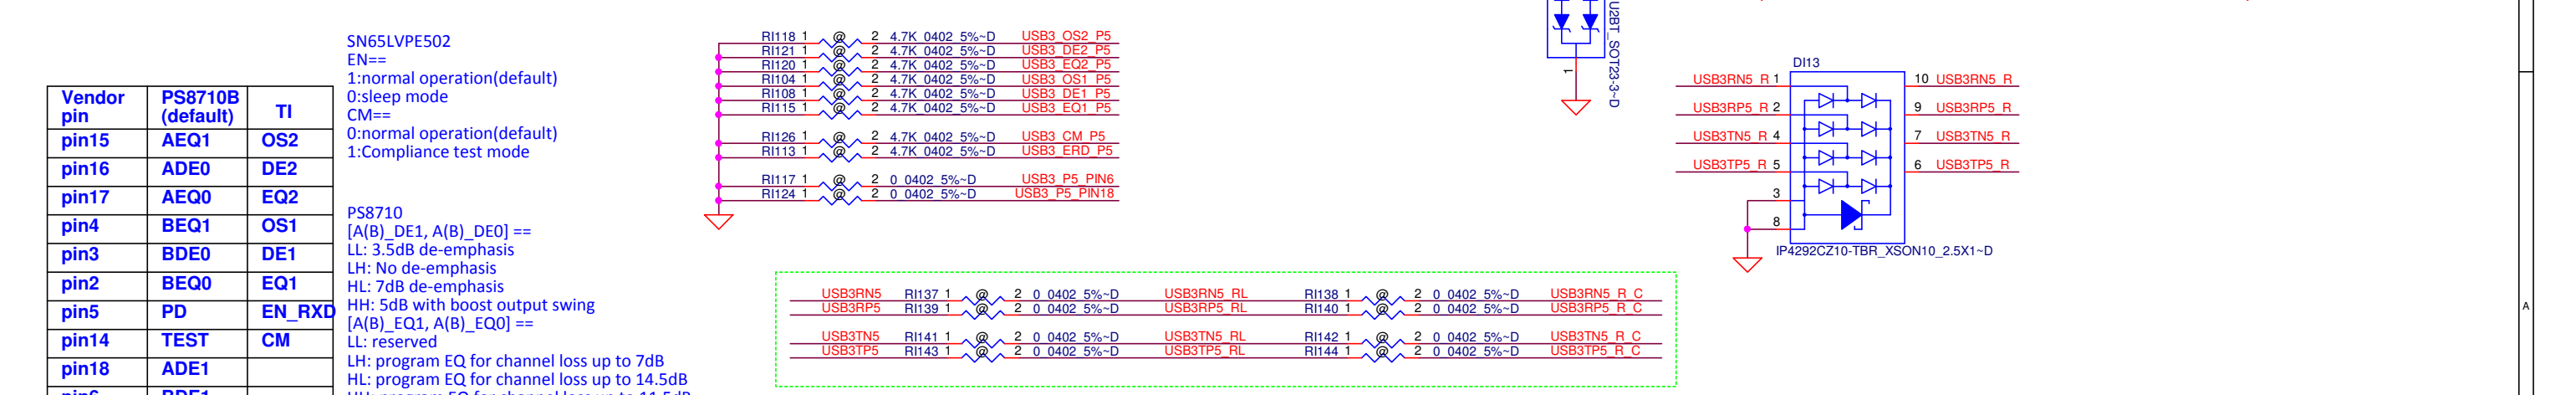 Vendor pin PS8710B (default) TI
pin15 AEQ1 OS2
pin16 ADE0 DE2
pin17 AEQ0 EQ2
pin4 BEQ1 OS1
pin3 BDE0 DE1
pin2 BEQ0 EQ1
pin5 PD EN_RXD
pin14 TEST CM
pin18 ADE1
SN65LVPE502
EN==
1:normal operation(default)
0:sleep mode
CM==
0:normal operation(default)
1:Compliance test mode
PS8710
[A(B)_DE1, A(B)_DE0] ==
LL: 3.5dB de-emphasis
LH: No de-emphasis
HL: 7dB de-emphasis
HH: 5dB with boost output swing
[A(B)_EQ1, A(B)_EQ0] ==
LL: reserved
LH: program EQ for channel loss up to 7dB
HL: program EQ for channel loss up to 14.5dB
RI118 1 @ 2 4.7K_0402_5%~D USB3_OS2_P5
RI121 1 @ 2 4.7K_0402_5%~D USB3_DE2_P5
RI120 1 @ 2 4.7K_0402_5%~D USB3_EQ2_P5
RI104 1 @ 2 4.7K_0402_5%~D USB3_OS1_P5
RI108 1 @ 2 4.7K_0402_5%~D USB3_DE1_P5
RI115 1 @ 2 4.7K_0402_5%~D USB3_EQ1_P5
RI126 1 @ 2 4.7K_0402_5%~D USB3_CM_P5
RI113 1 @ 2 4.7K_0402_5%~D USB3_ERD_P5
RI117 1 @ 2 0_0402_5%~D USB3_P5_PIN6
RI124 1 @ 2 0_0402_5%~D USB3_P5_PIN18
USB3RN5 RI137 1 @ 2 0_0402_5%~D USB3RN5_RL RI138 1 @ 2 0_0402_5%~D USB3RN5_R_C
USB3RP5 RI139 1 @ 2 0_0402_5%~D USB3RP5_RL RI140 1 @ 2 0_0402_5%~D USB3RP5_R_C
USB3TN5 RI141 1 @ 2 0_0402_5%~D USB3TN5_RL RI142 1 @ 2 0_0402_5%~D USB3TN5_R_C
USB3TP5 RI143 1 @ 2 0_0402_5%~D USB3TP5_RL RI144 1 @ 2 0_0402_5%~D USB3TP5_R_C
1
U2BT_SOT23-3~D
DI13
USB3RN5_R 1 10 USB3RN5_R
USB3RP5_R 2 9 USB3RP5_R
USB3TN5_R 4 7 USB3TN5_R
USB3TP5_R 5 6 USB3TP5_R
3
8
IP4292CZ10-TBR_XSON10_2.5X1~D
A